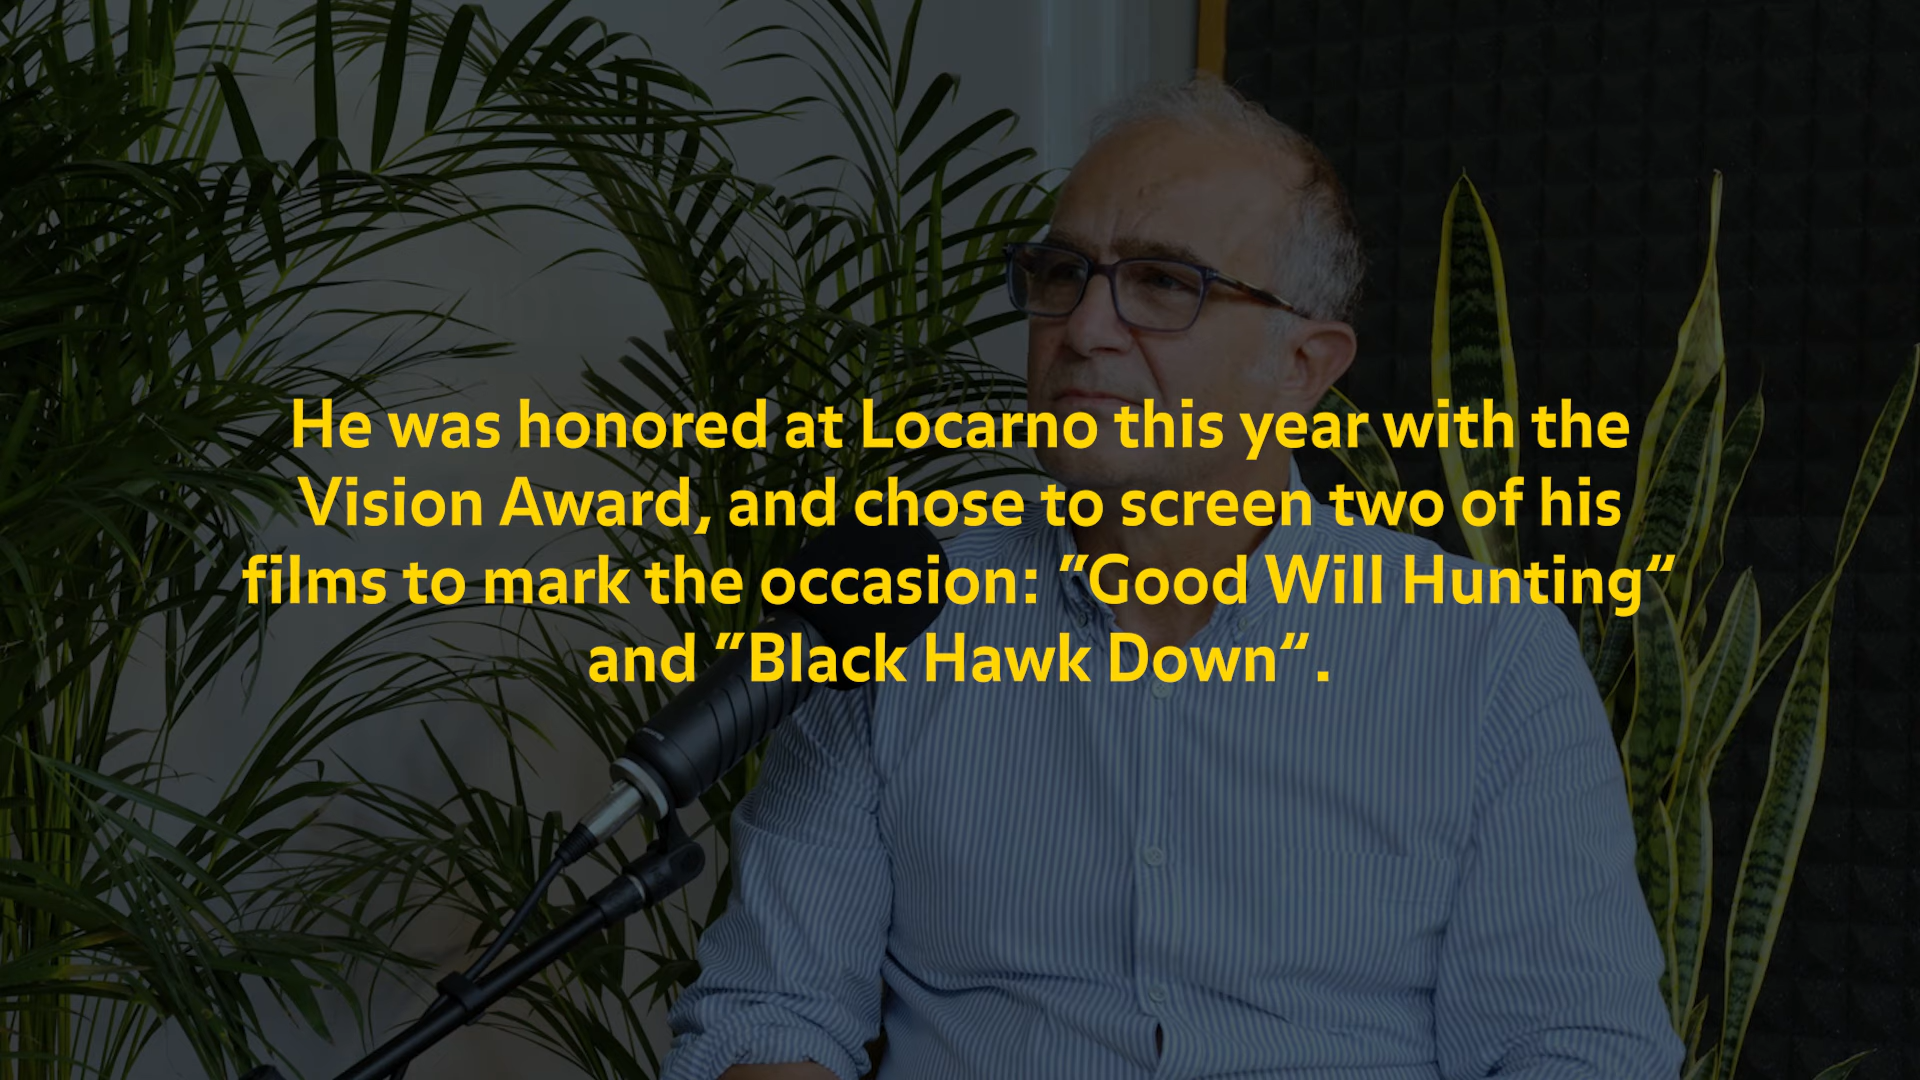 He was honored at Locarno this year with the
Vision Award, and chose to screen two of his
films to mark the occasion: “Good Will Hunting“
and “Black Hawk Down“.